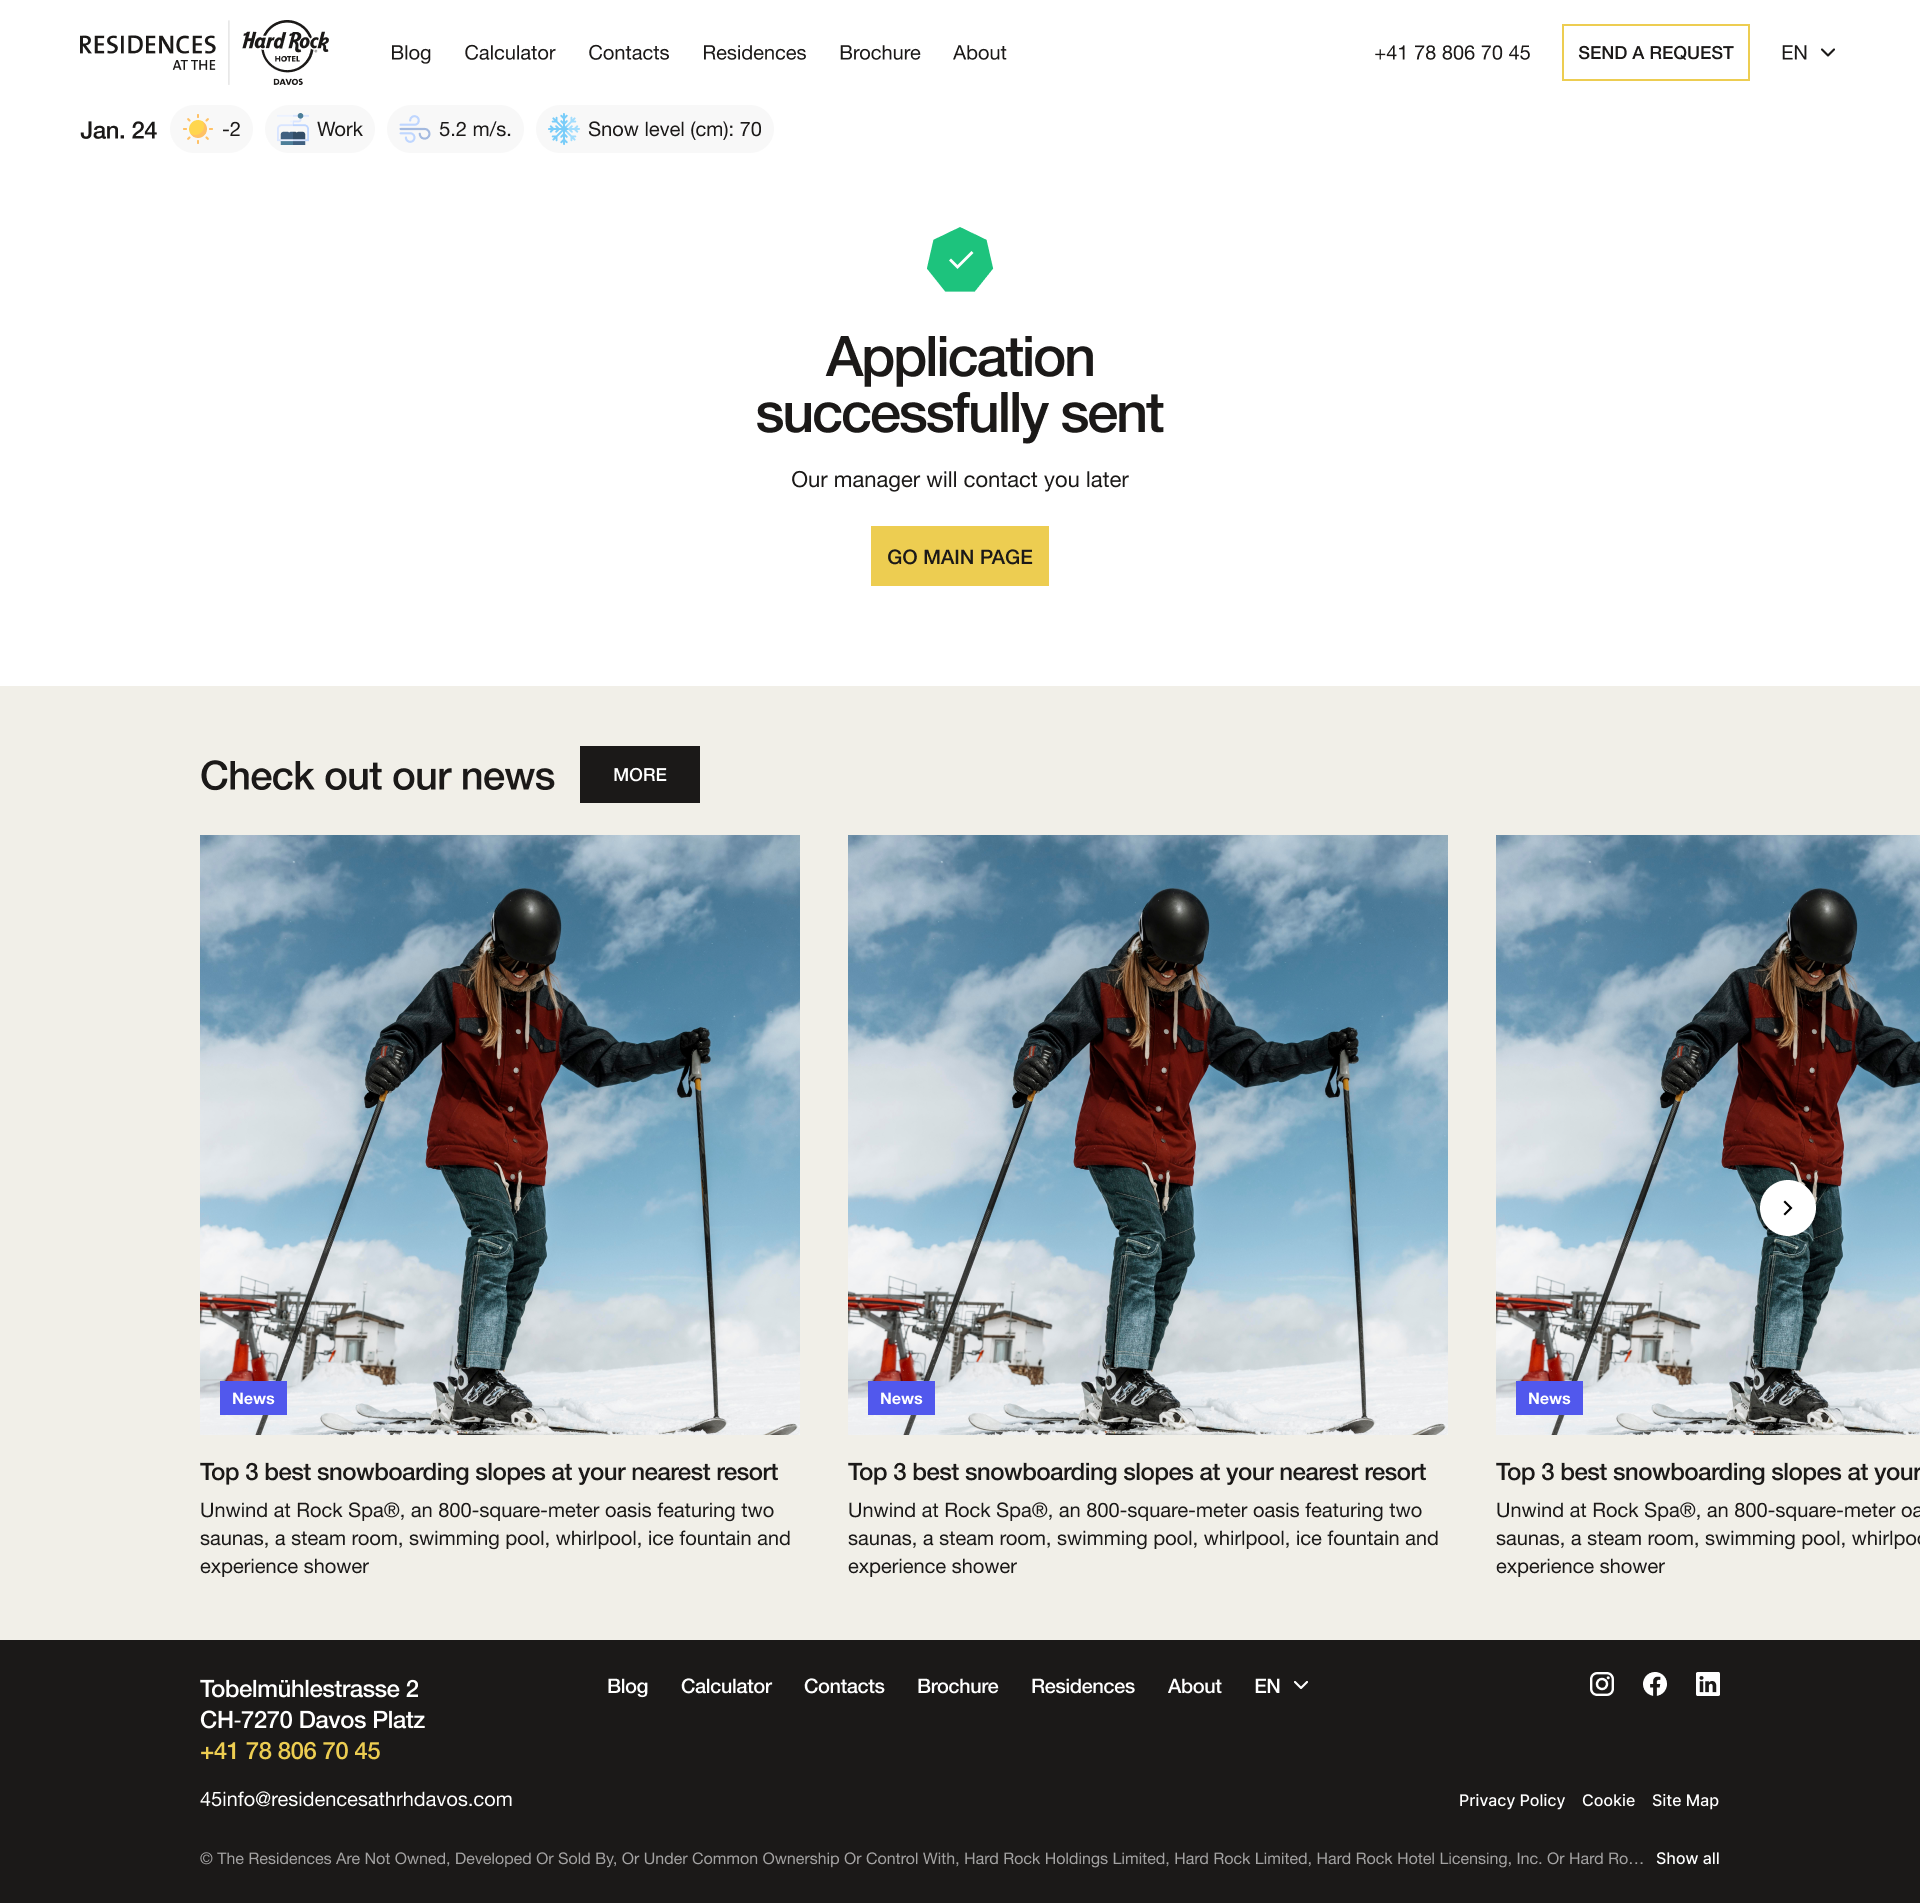 RESIDENCES
AT THE
Hard Rock
HOTEL
DAVOS
Blog Calculator Contacts Residences Brochure About
+41 78 806 70 45
SEND A REQUEST
EN
Jan. 24
-2
Work
5.2 m/s.
Snow level (cm): 70
Application
successfully sent
Our manager will contact you later
GO MAIN PAGE
Check out our news
MORE
News
Top 3 best snowboarding slopes at your nearest resort
Unwind at Rock Spa®, an 800-square-meter oasis featuring two
saunas, a steam room, swimming pool, whirlpool, ice fountain and
experience shower
News
Top 3 best snowboarding slopes at your nearest resort
Unwind at Rock Spa®, an 800-square-meter oasis featuring two
saunas, a steam room, swimming pool, whirlpool, ice fountain and
experience shower
News
Top 3 best snowboarding slopes at your
Unwind at Rock Spa®, an 800-square-meter
saunas, a steam room, swimming pool,
experience shower
Tobelmühlestrasse 2
CH-7270 Davos Platz
+41 78 806 70 45
45info@residencesathrhdavos.com
Blog Calculator Contacts Brochure Residences About EN
Privacy Policy Cookie Site Map
© The Residences Are Not Owned, Developed Or Sold By, Or Under Common Ownership Or Control With, Hard Rock Holdings Limited, Hard Rock Limited, Hard Rock Hotel Licensing, Inc. Or Hard Ro... Show all